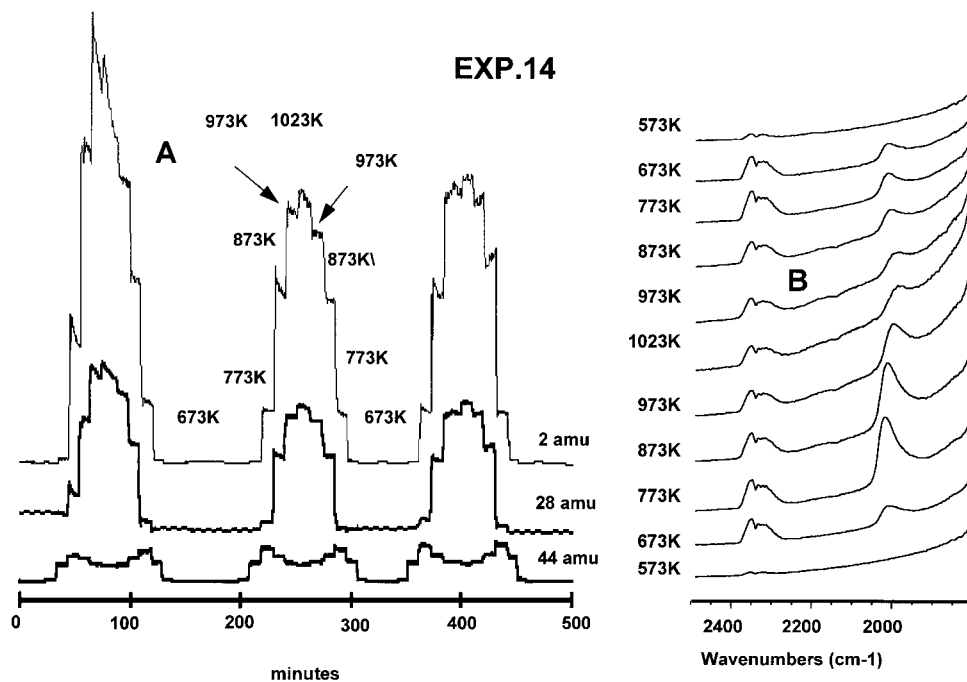 EXP.14
973K 1023K
A
973K
873K
873K\
773K
773K
673K
673K
2 amu
28 amu
44 amu
0 100 200 300 400 500
minutes
573K
673K
773K
873K
973K
B
1023K
973K
873K
773K
673K
573K
2400 2200 2000
Wavenumbers (cm-1)